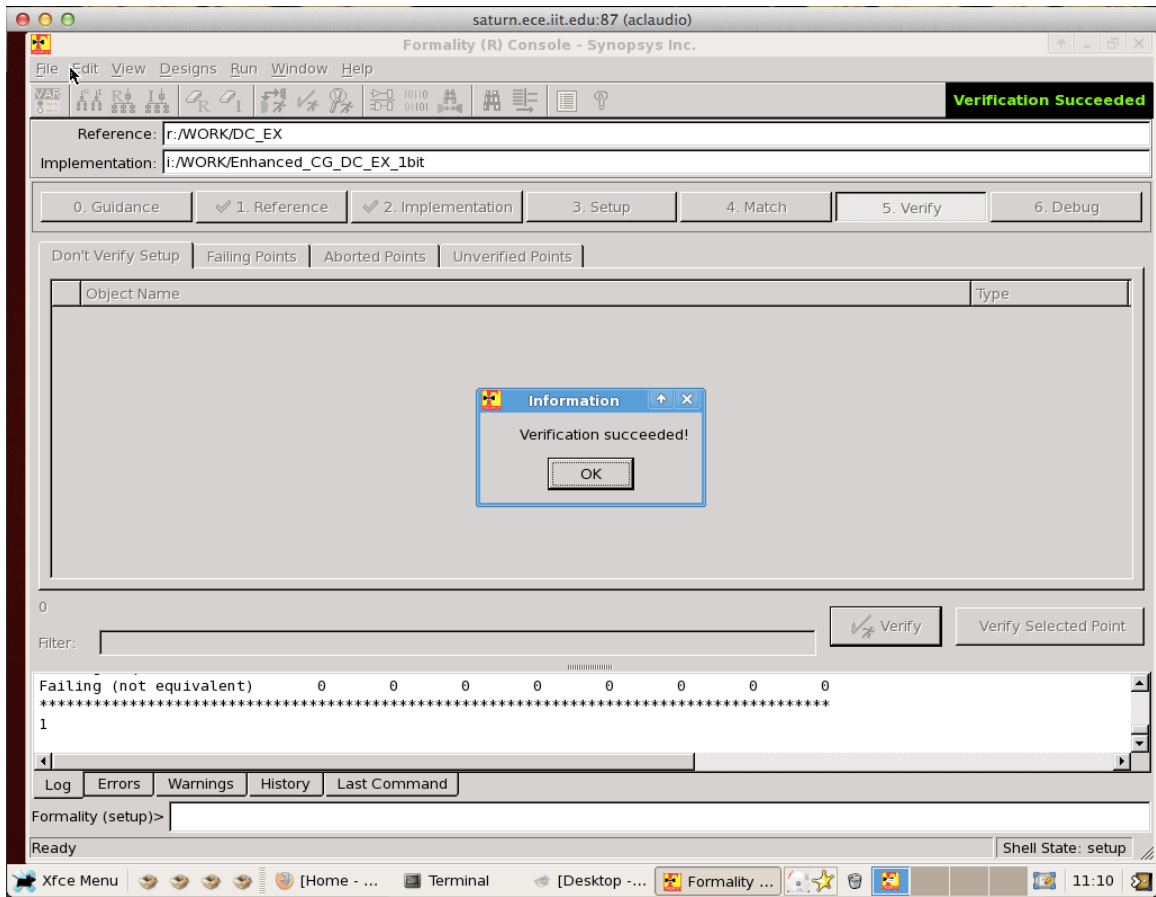 saturn.ece.iit.edu:87 (aclaudio)
Formality (R) Console - Synopsys Inc.
File Edit View Designs Run Window Help
Verification Succeeded
Reference: r:/WORK/DC_EX
Implementation: i:/WORK/Enhanced_CG_DC_EX_1bit
0. Guidance 1. Reference 2. Implementation 3. Setup 4. Match 5. Verify 6. Debug
Don't Verify Setup Failing Points Aborted Points Unverified Points
Object Name Type
Information
Verification succeeded!
OK
0
Verify Verify Selected Point
Filter:
Failing (not equivalent) 0 0 0 0 0 0 0 0
****************************************************************************************
1
Log Errors Warnings History Last Command
Formality (setup)>
Ready Shell State: setup
Xfce Menu [Home - ... Terminal [Desktop -... Formality ... 11:10